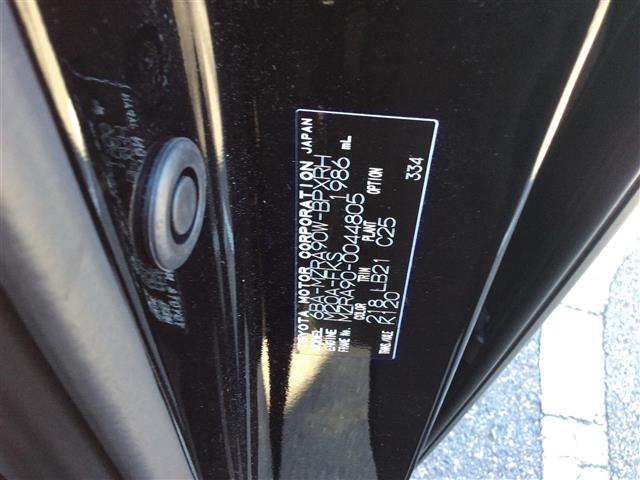 TOYOTA MOTOR CORPORATION JAPAN
MODEL 6BA-MZRA90W-BPXRH
ENGINE M20A-FKS 1986 mL
FRAME No. MZRA90-0044805
COLOR TRIM PLANT OPTION
218 LB21 C25
TRANS./AXLE K120 334